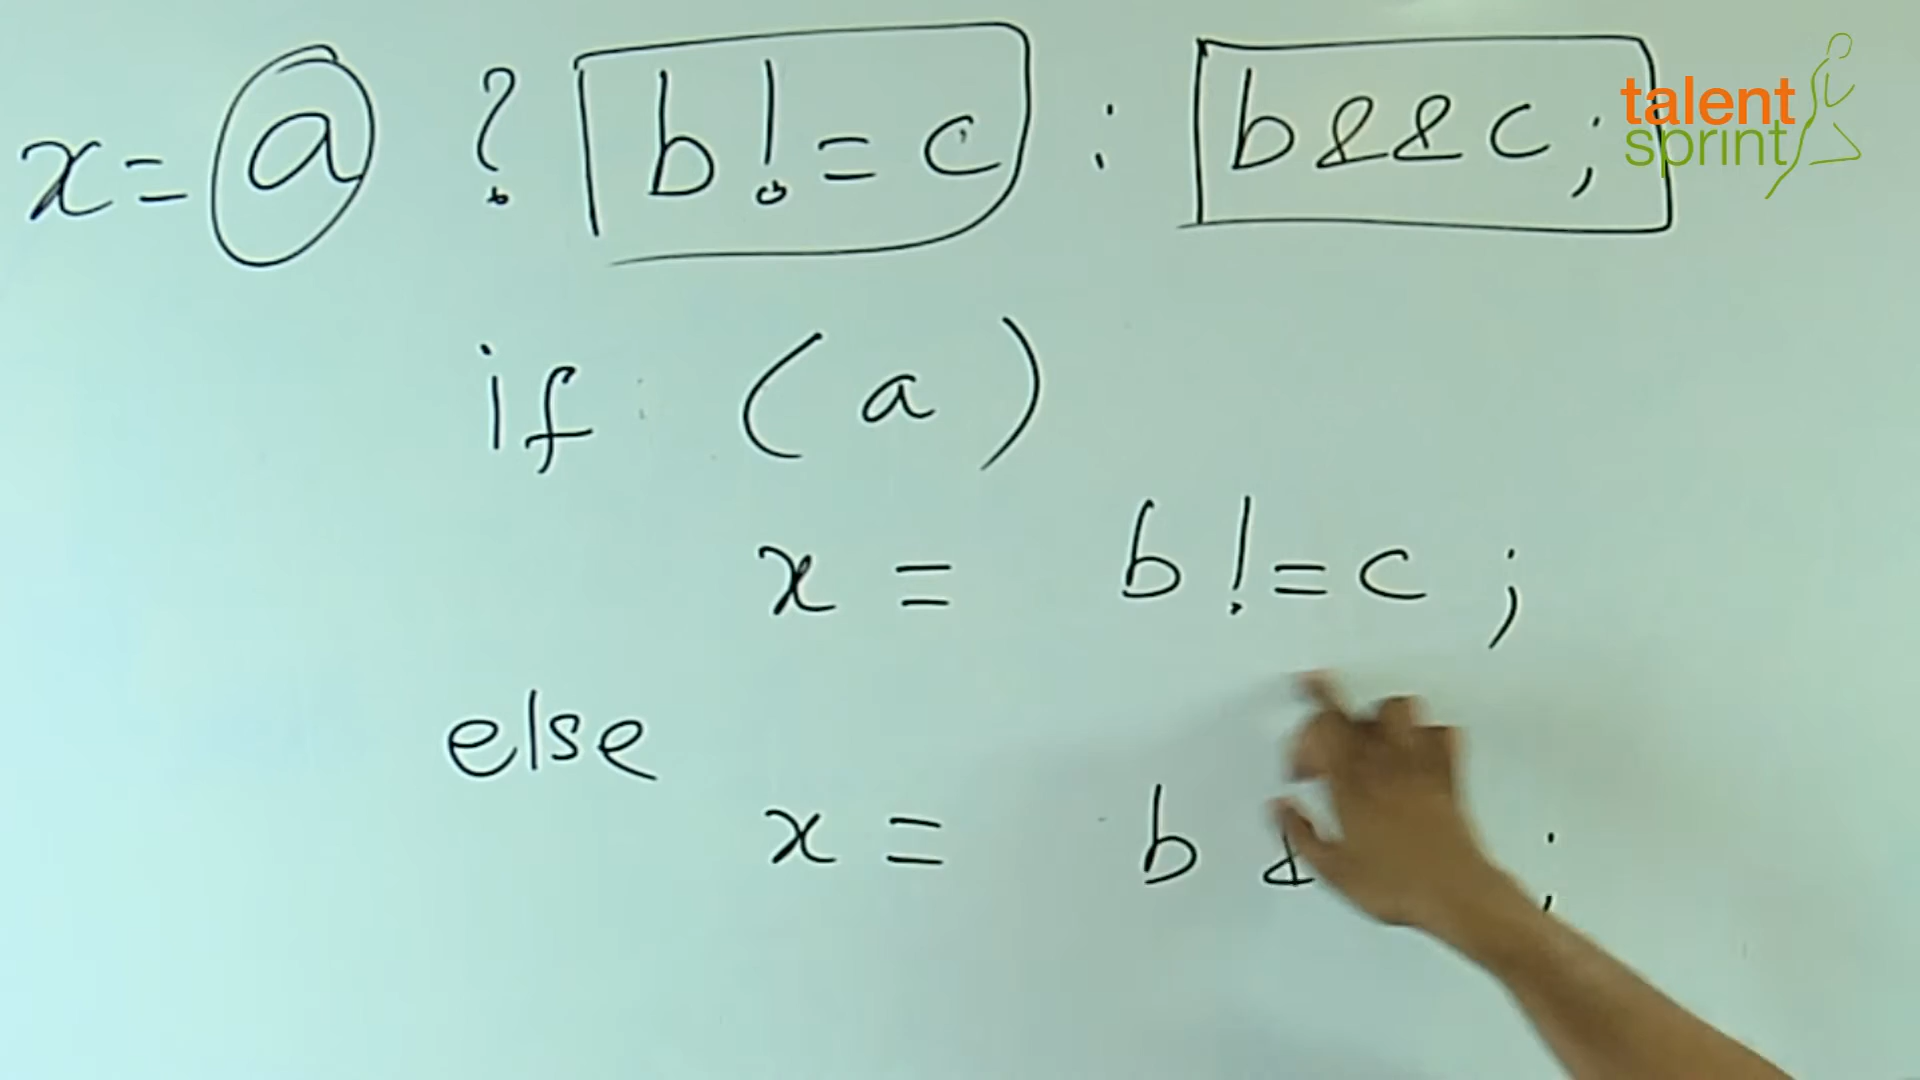 x = a ? b != c : b && c ;
talent
sprint
if (a)
x = b != c ;
else
x = b & ;